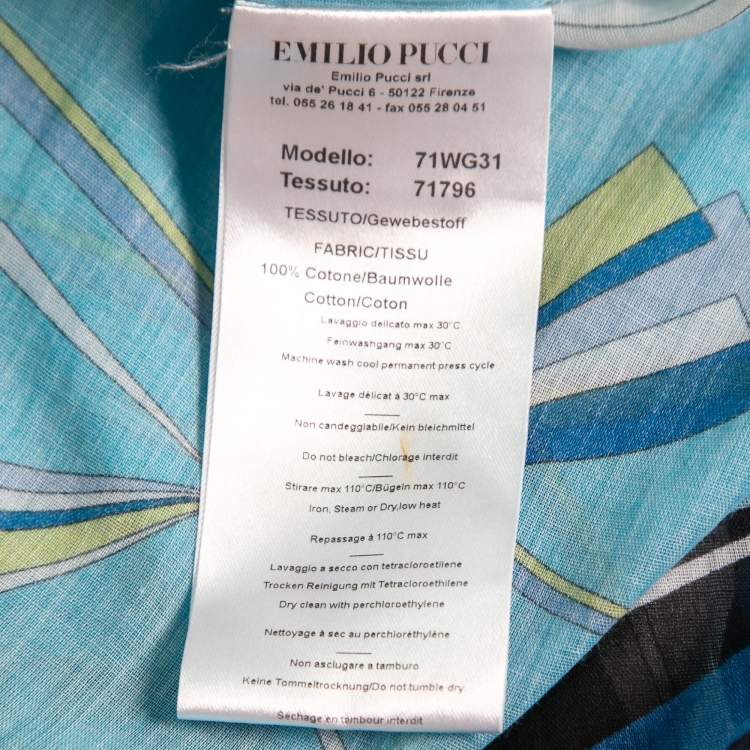 EMILIO PUCCI
Emilio Pucci srl
via de' Pucci 6 - 50122 Firenze
tel. 055 26 18 41 - fax 055 28 04 51
Modello: 71WG31
Tessuto: 71796
TESSUTO/Gewebestoff
FABRIC/TISSU
100% Cotone/Baumwolle
Cotton/Coton
Lavaggio delicato max 30°C
Feinwashgang max 30°C
Machine wash cool permanent press cycle
Lavage délicat à 30°C max
Non candeggiabile/Kein bleichmittel
Do not bleach/Chlorage interdit
Stirare max 110°C/Bügeln max 110°C
Iron, Steam or Dry,low heat
Repassage à 110°C max
Lavaggio a secco con tetracloroetilene
Trocken Reinigung mit Tetracloroethilene
Dry clean with perchloroethylene
Nettoyage à sec au perchloréthylène
Non asciugare a tamburo
Keine Tommeltrocknung/Do not tumble dry
Séchage en tambour interdit